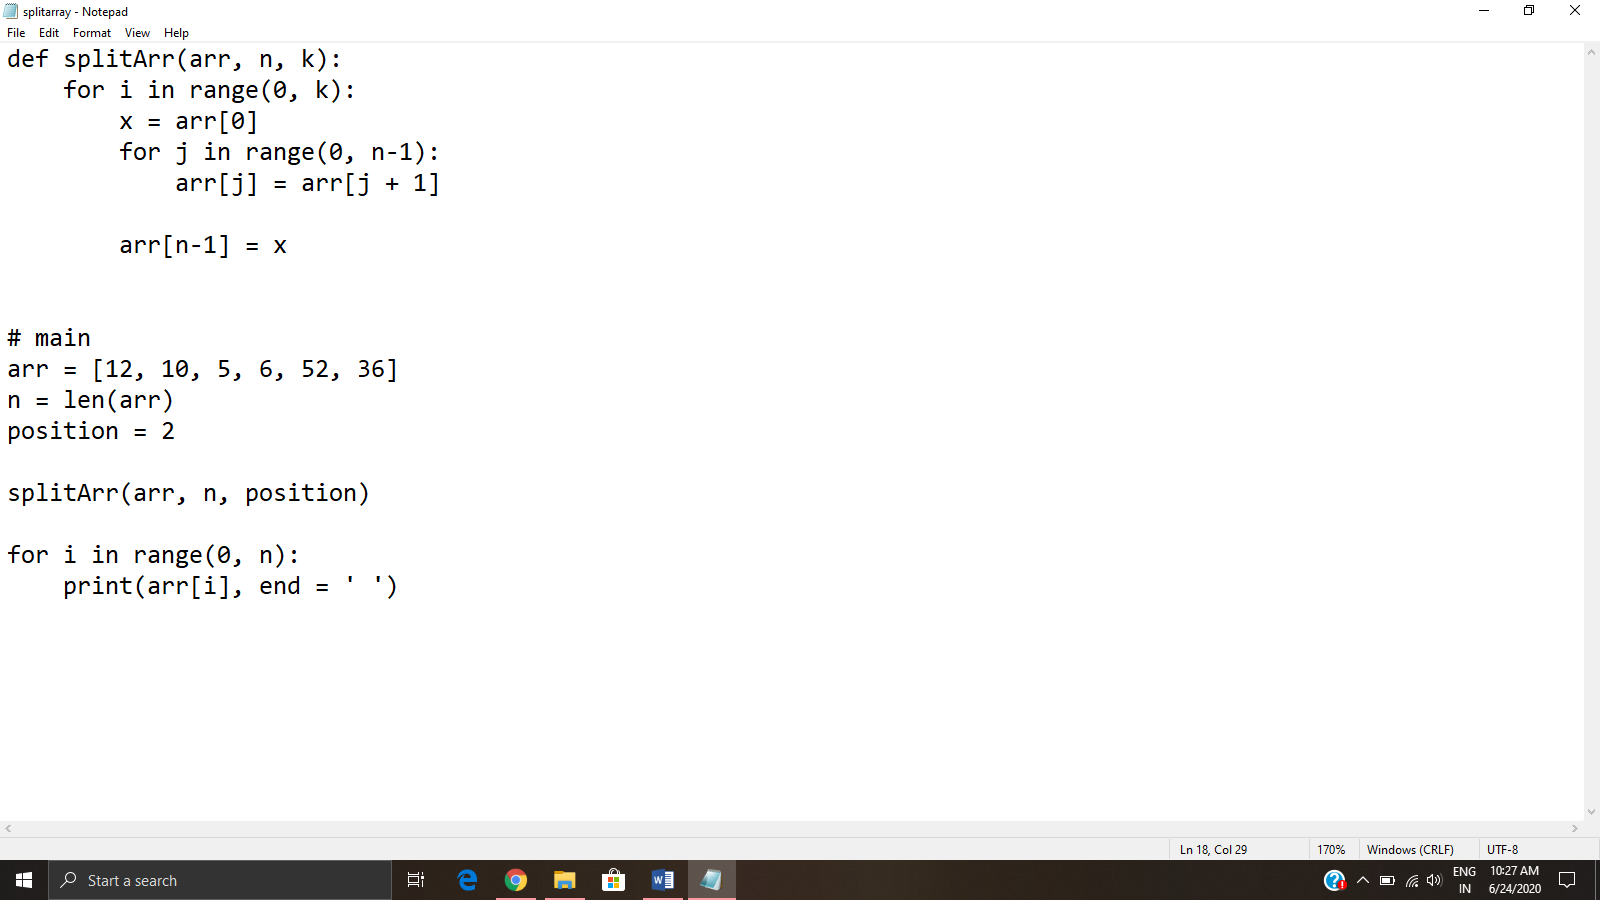 splitarray - Notepad
File Edit Format View Help
def splitArr(arr, n, k):
    for i in range(0, k):
        x = arr[0]
        for j in range(0, n-1):
            arr[j] = arr[j + 1]
        arr[n-1] = x
# main
arr = [12, 10, 5, 6, 52, 36]
n = len(arr)
position = 2
splitArr(arr, n, position)
for i in range(0, n):
    print(arr[i], end = ' ')
Ln 18, Col 29 170% Windows (CRLF) UTF-8
Start a search
ENG 10:27 AM
IN 6/24/2020